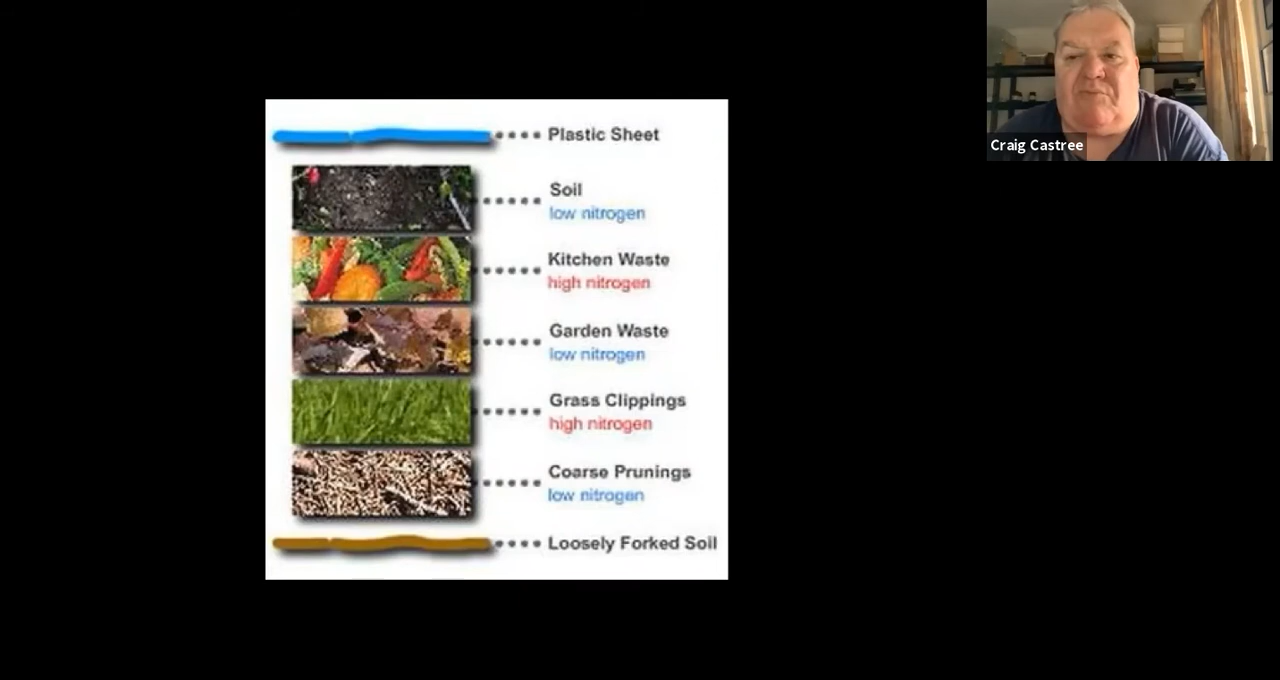 Plastic Sheet
Soil
low nitrogen
Kitchen Waste
high nitrogen
Garden Waste
low nitrogen
Grass Clippings
high nitrogen
Coarse Prunings
low nitrogen
Loosely Forked Soil
Craig Castree